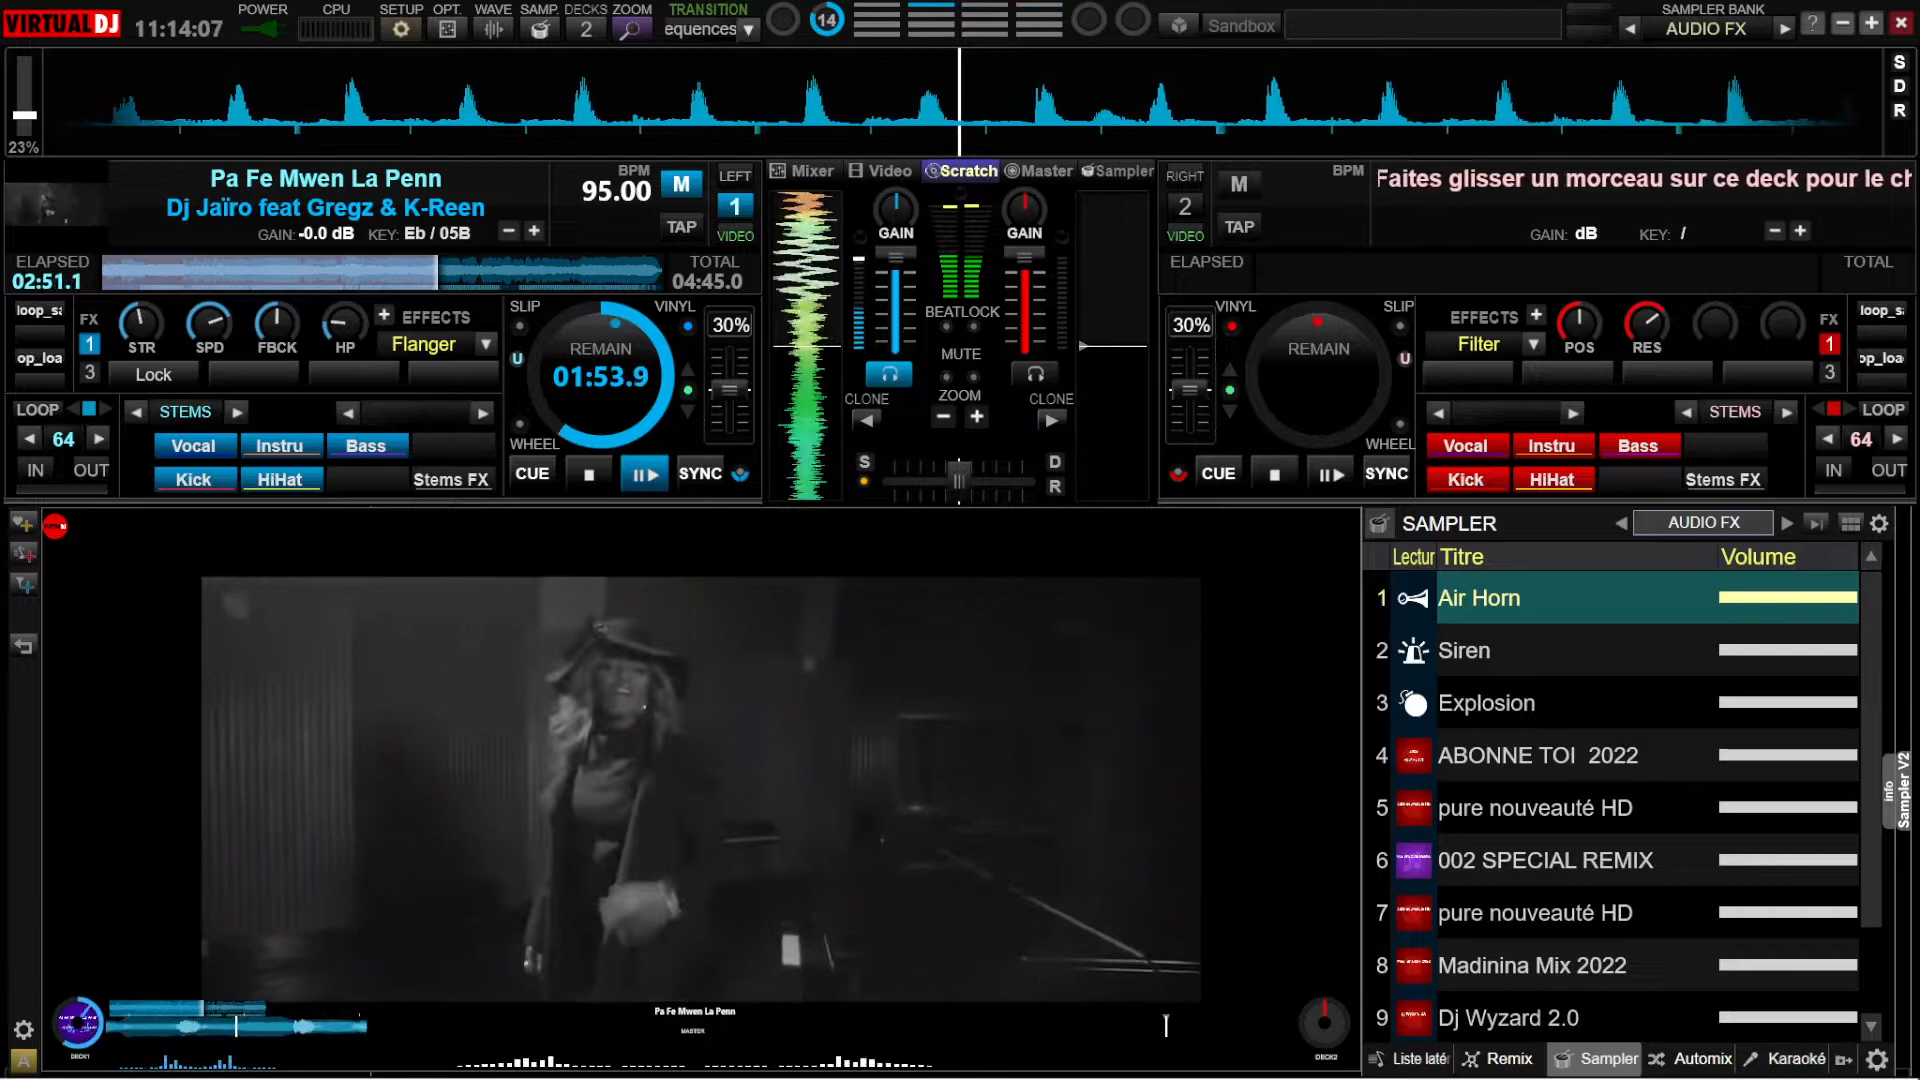 VIRTUALDJ 11:14:07 POWER CPU SETUP OPT. WAVE SAMP. DECKS 2 ZOOM TRANSITION equences 14 Sandbox SAMPLER BANK AUDIO FX ?
S
D
R
23%
Pa Fe Mwen La Penn
Dj Jaïro feat Gregz & K-Reen
GAIN: -0.0 dB KEY: Eb / 05B
BPM
95.00
M
TAP
LEFT
1
VIDEO
ELAPSED
02:51.1
TOTAL
04:45.0
Mixer Video Scratch Master Sampler
GAIN GAIN
BEATLOCK
MUTE
ZOOM
CLONE CLONE
S D
R
RIGHT
2
VIDEO
M
TAP
BPM
Faites glisser un morceau sur ce deck pour le ch
GAIN: dB KEY: /
ELAPSED TOTAL
loop_sa
op_loa
FX
1
3
STR SPD FBCK HP
EFFECTS
Flanger
Lock
SLIP VINYL
U
REMAIN
01:53.9
30%
WHEEL
LOOP
64
IN OUT
STEMS
Vocal Instru Bass
Kick HiHat Stems FX
CUE SYNC
30%
VINYL SLIP
REMAIN
U
WHEEL
CUE SYNC
EFFECTS
Filter
POS RES
FX
1
3
loop_sa
op_loa
STEMS
Vocal Instru Bass
Kick HiHat Stems FX
LOOP
64
IN OUT
SAMPLER AUDIO FX
Lectur Titre Volume
1 Air Horn
2 Siren
3 Explosion
4 ABONNE TOI 2022
5 pure nouveauté HD
6 002 SPECIAL REMIX
7 pure nouveauté HD
8 Madinina Mix 2022
9 Dj Wyzard 2.0
info
Sampler V2
Pa Fe Mwen La Penn
MASTER
DECK1
DECK2
A
Liste laté Remix Sampler Automix Karaoké